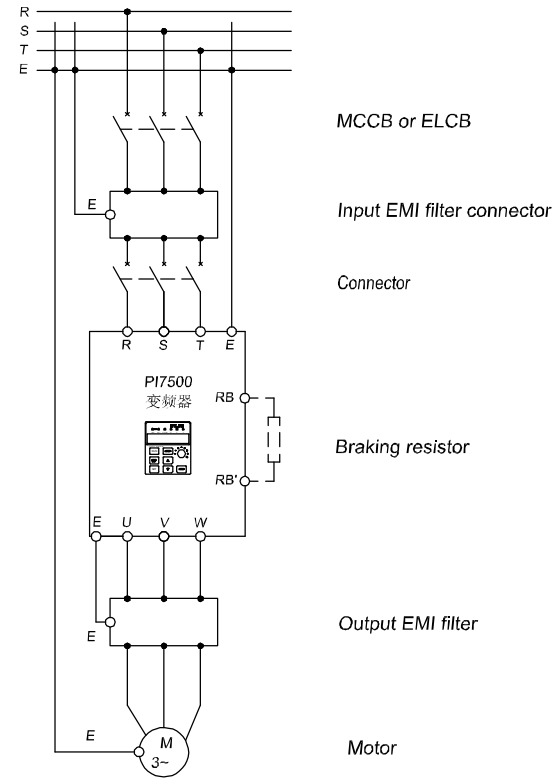 R
S
T
E
MCCB or ELCB
E
Input EMI filter connector
Connector
R S T E
PI7500
变频器
RB
Braking resistor
RB'
E U V W
E
Output EMI filter
E
M
3~
Motor